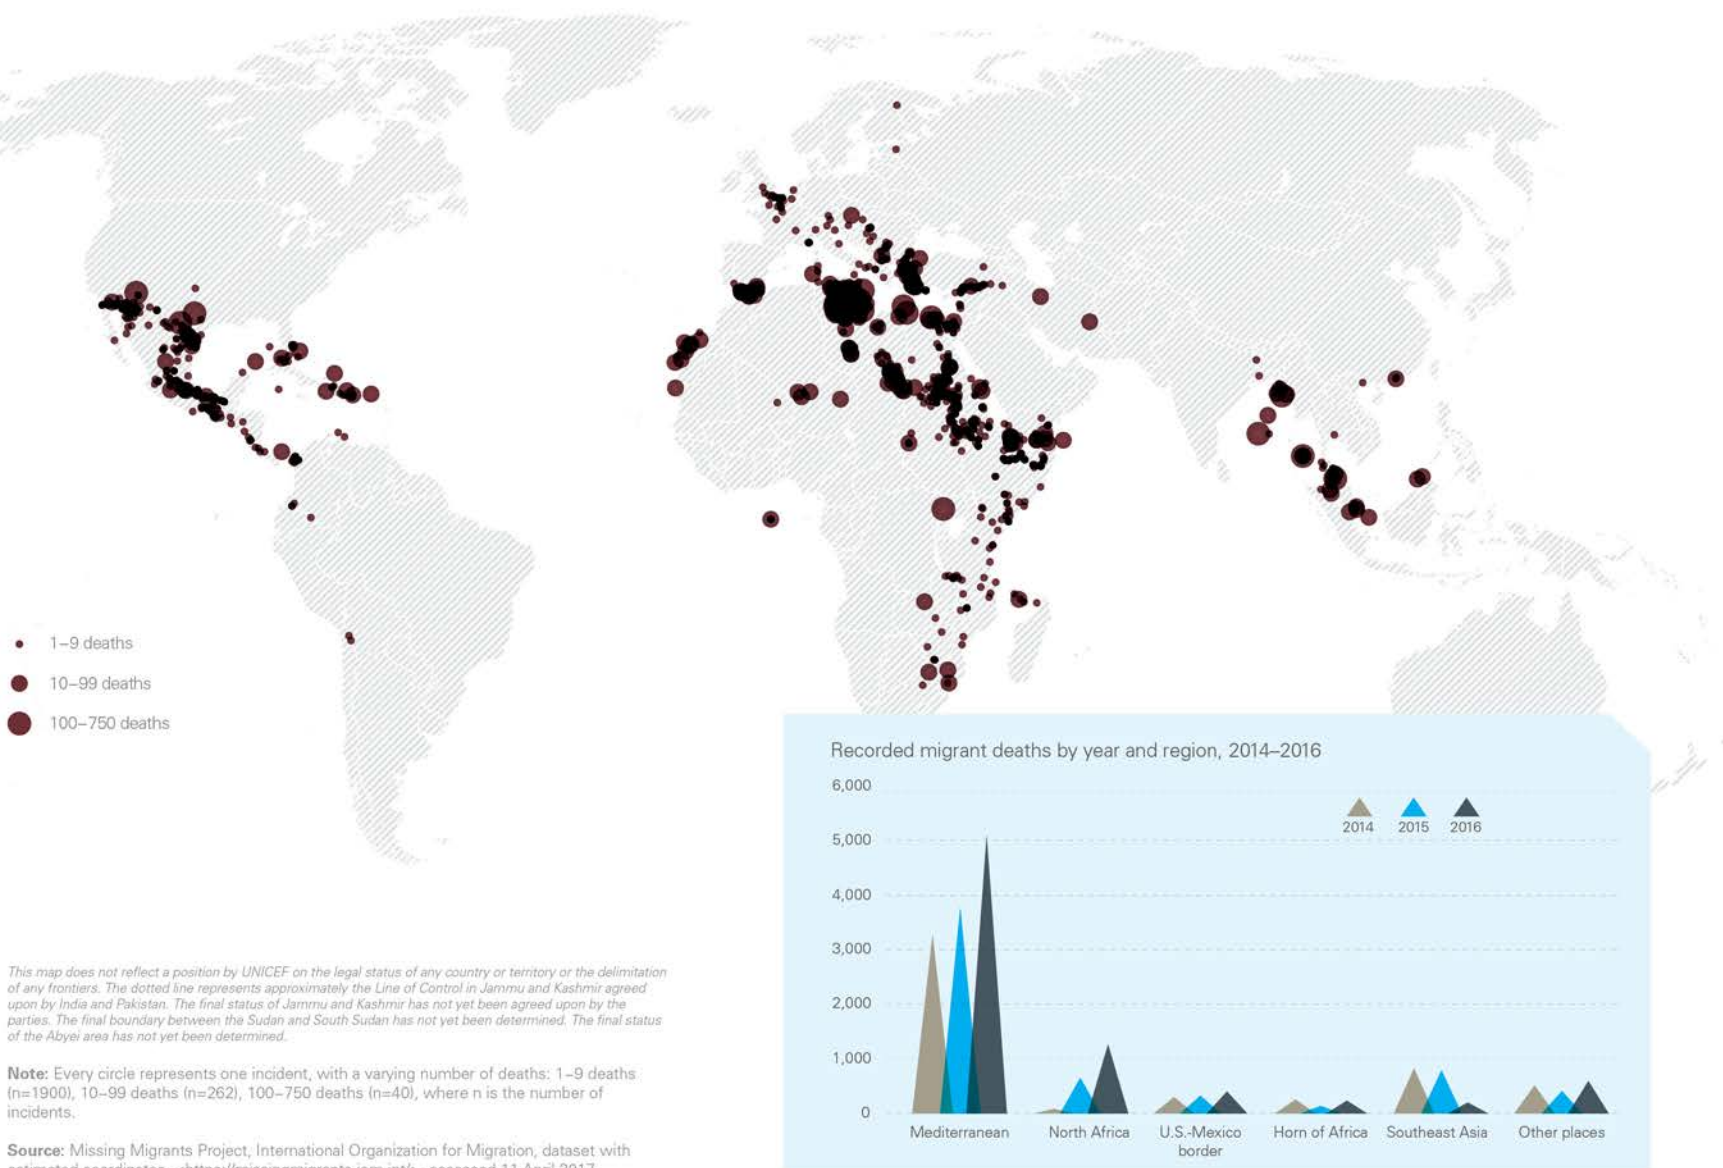 1–9 deaths
10–99 deaths
100–750 deaths
This map does not reflect a position by UNICEF on the legal status of any country or territory or the delimitation
of any frontiers. The dotted line represents approximately the Line of Control in Jammu and Kashmir agreed
upon by India and Pakistan. The final status of Jammu and Kashmir has not yet been agreed upon by the
parties. The final boundary between the Sudan and South Sudan has not yet been determined. The final status
of the Abyei area has not yet been determined.
Note: Every circle represents one incident, with a varying number of deaths: 1–9 deaths
(n=1900), 10–99 deaths (n=262), 100–750 deaths (n=40), where n is the number of
incidents.
Source: Missing Migrants Project, International Organization for Migration, dataset with
Recorded migrant deaths by year and region, 2014–2016
6,000
2014 2015 2016
5,000
4,000
3,000
2,000
1,000
0
Mediterranean North Africa U.S.-Mexico Horn of Africa Southeast Asia Other places
border